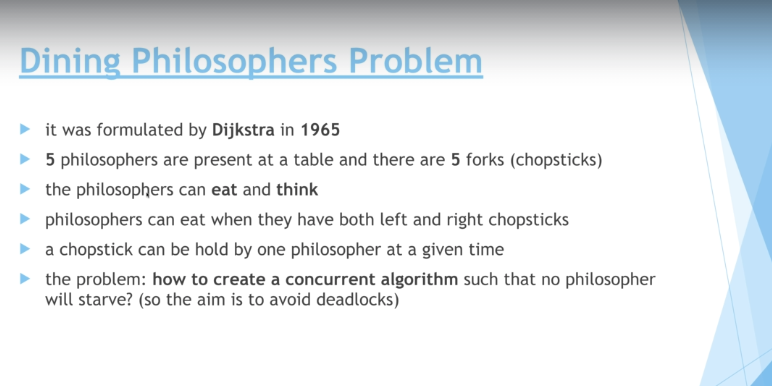 Dining Philosophers Problem
it was formulated by Dijkstra in 1965
5 philosophers are present at a table and there are 5 forks (chopsticks)
the philosophers can eat and think
philosophers can eat when they have both left and right chopsticks
a chopstick can be hold by one philosopher at a given time
the problem: how to create a concurrent algorithm such that no philosopher
will starve? (so the aim is to avoid deadlocks)